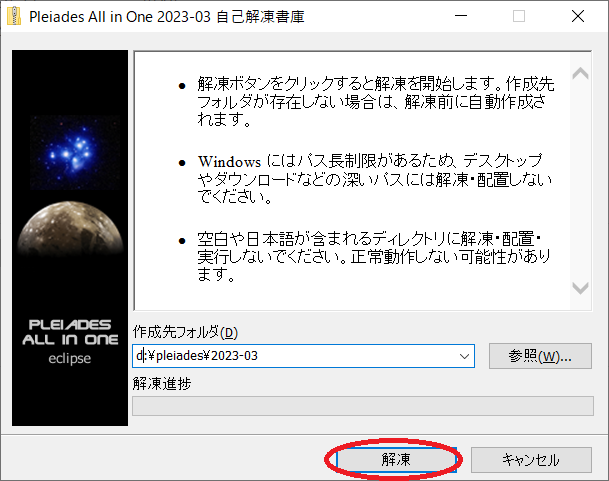 Pleiades All in One 2023-03 自己解凍書庫
● 解凍ボタンをクリックすると解凍を開始します。作成先
フォルダが存在しない場合は、解凍前に自動作成さ
れます。
● Windows にはパス長制限があるため、デスクトップ
やダウンロードなどの深いパスには解凍・配置しない
でください。
● 空白や日本語が含まれるディレクトリに解凍・配置・
実行しないでください。正常動作しない可能性があり
ます。
PLEIADES
ALL IN ONE
eclipse
作成先フォルダ(D)
d:¥pleiades¥2023-03
参照(W)...
解凍進捗
解凍
キャンセル